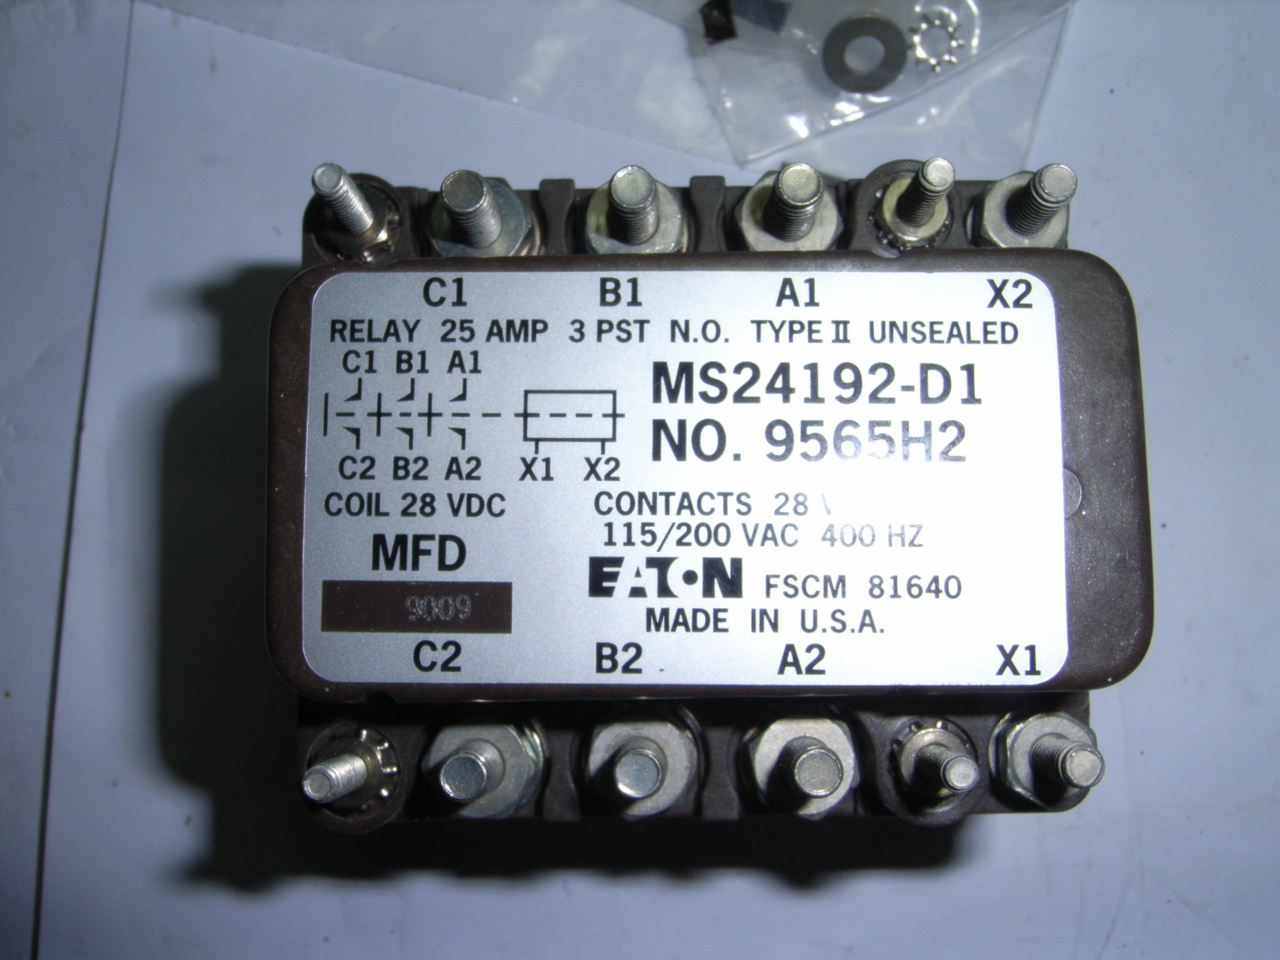 C1 B1 A1 X2
RELAY 25 AMP 3 PST N.O. TYPE II UNSEALED
C1 B1 A1
MS24192-D1
NO. 9565H2
C2 B2 A2 X1 X2
COIL 28 VDC
CONTACTS 28
115/200 VAC 400 HZ
MFD
9009
EATON FSCM 81640
MADE IN U.S.A.
C2 B2 A2 X1